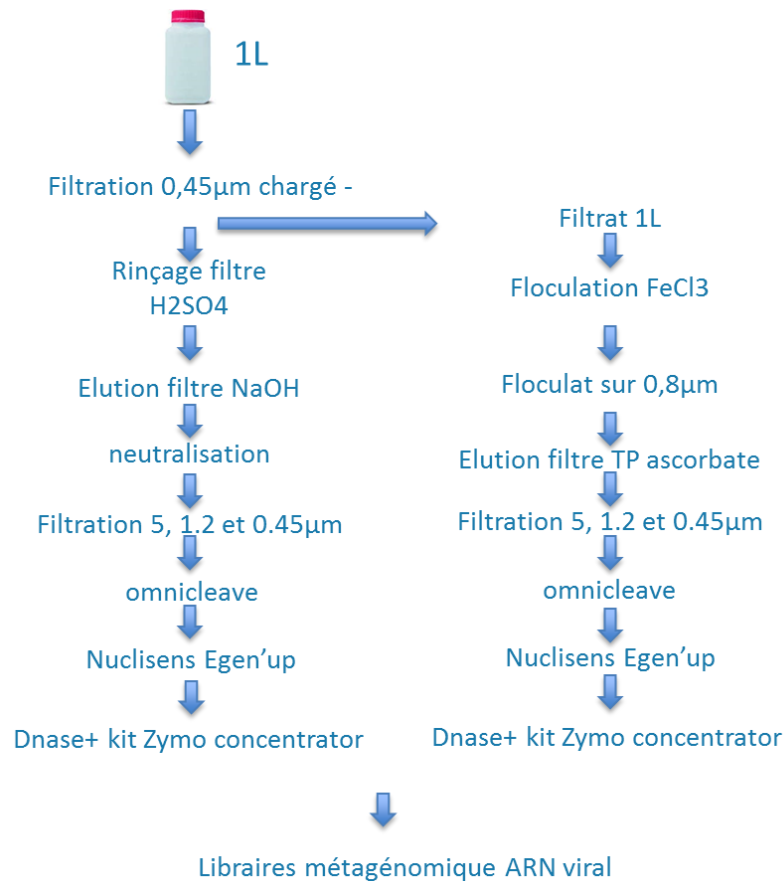 1L
Filtration 0,45µm chargé -
Rinçage filtre
H2SO4
Elution filtre NaOH
neutralisation
Filtration 5, 1.2 et 0.45µm
omnicleave
Nuclisens Egen’up
Dnase+ kit Zymo concentrator
Filtrat 1L
Floculation FeCl3
Floculat sur 0,8µm
Elution filtre TP ascorbate
Filtration 5, 1.2 et 0.45µm
omnicleave
Nuclisens Egen’up
Dnase+ kit Zymo concentrator
Libraires métagénomique ARN viral